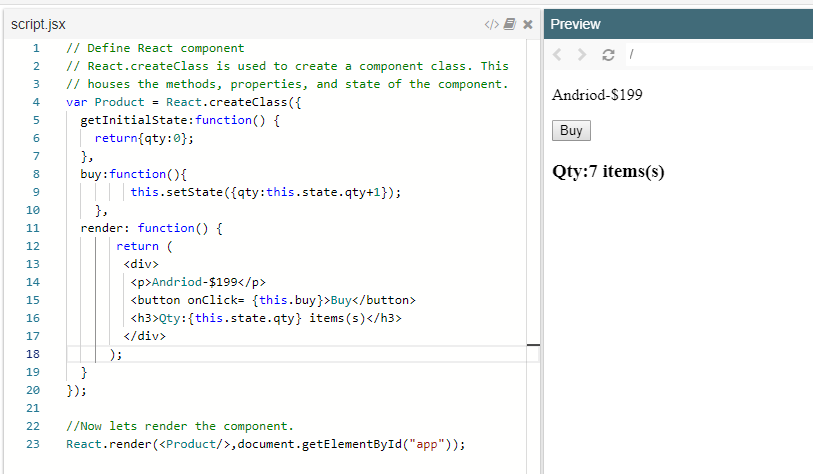 script.jsx
</>
1 // Define React component
2 // React.createClass is used to create a component class. This
3 // houses the methods, properties, and state of the component.
4 var Product = React.createClass({
5 getInitialState:function() {
6 return{qty:0};
7 },
8 buy:function(){
9 this.setState({qty:this.state.qty+1});
10 },
11 render: function() {
12 return (
13 <div>
14 <p>Andriod-$199</p>
15 <button onClick= {this.buy}>Buy</button>
16 <h3>Qty:{this.state.qty} items(s)</h3>
17 </div>
18 );
19 }
20 });
21
22 //Now lets render the component.
23 React.render(<Product/>,document.getElementById("app"));
Preview
/
Andriod-$199
Buy
Qty:7 items(s)